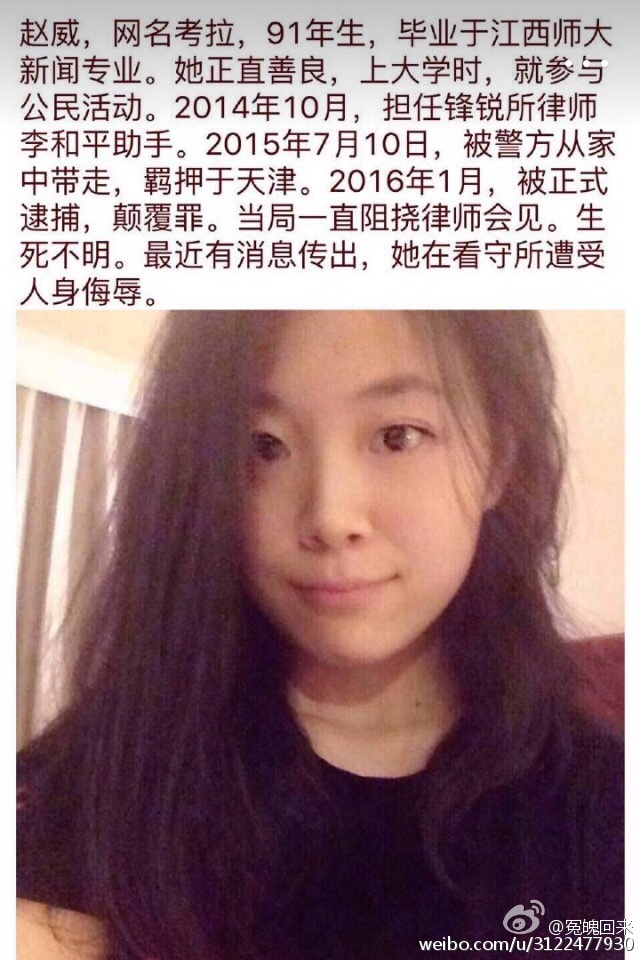 赵威，网名考拉，91年生，毕业于江西师大
新闻专业。她正直善良，上大学时，就参与
公民活动。2014年10月，担任锋锐所律师
李和平助手。2015年7月10日，被警方从家
中带走，羁押于天津。2016年1月，被正式
逮捕，颠覆罪。当局一直阻挠律师会见。生
死不明。最近有消息传出，她在看守所遭受
人身侮辱。
@冤魄回来
weibo.com/u/3122477930